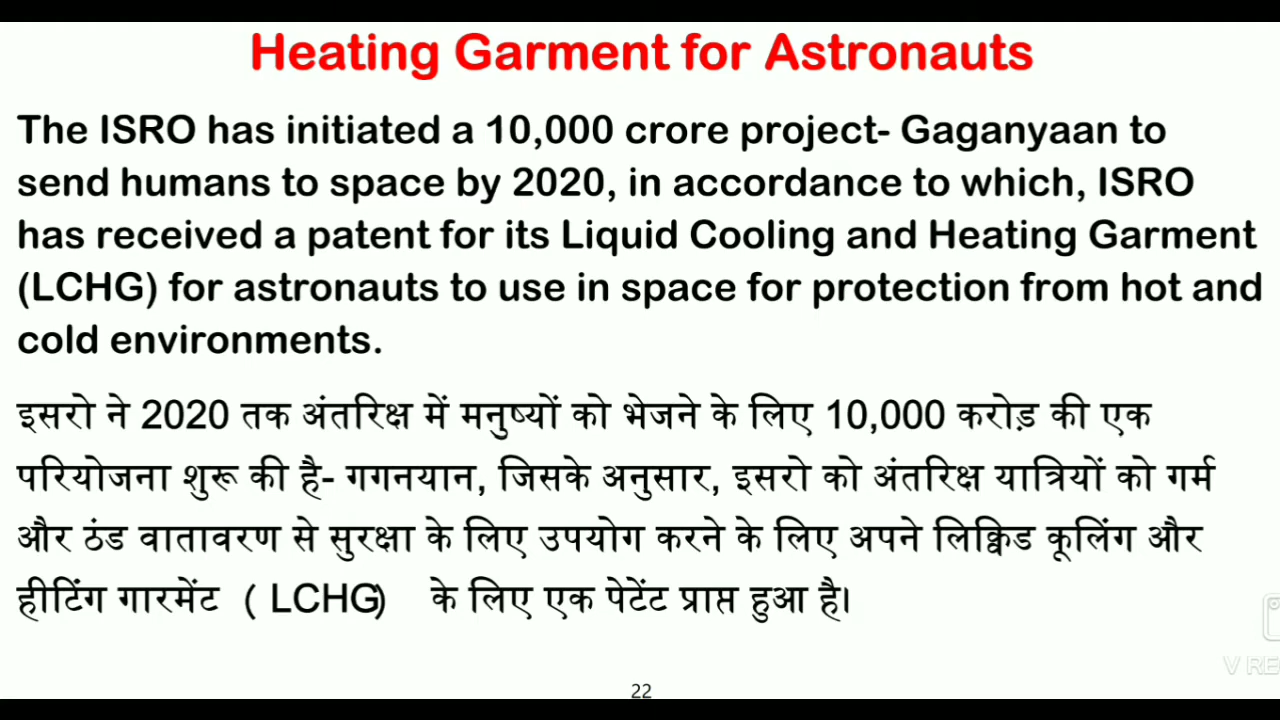 Heating Garment for Astronauts
The ISRO has initiated a 10,000 crore project- Gaganyaan to
send humans to space by 2020, in accordance to which, ISRO
has received a patent for its Liquid Cooling and Heating Garment
(LCHG) for astronauts to use in space for protection from hot and
cold environments.
इसरो ने 2020 तक अंतरिक्ष में मनुष्यों को भेजने के लिए 10,000 करोड़ की एक
परियोजना शुरू की है- गगनयान, जिसके अनुसार, इसरो को अंतरिक्ष यात्रियों को गर्म
और ठंड वातावरण से सुरक्षा के लिए उपयोग करने के लिए अपने लिक्विड कूलिंग और
हीटिंग गारमेंट ( LCHG) के लिए एक पेटेंट प्राप्त हुआ है।
V RE
22